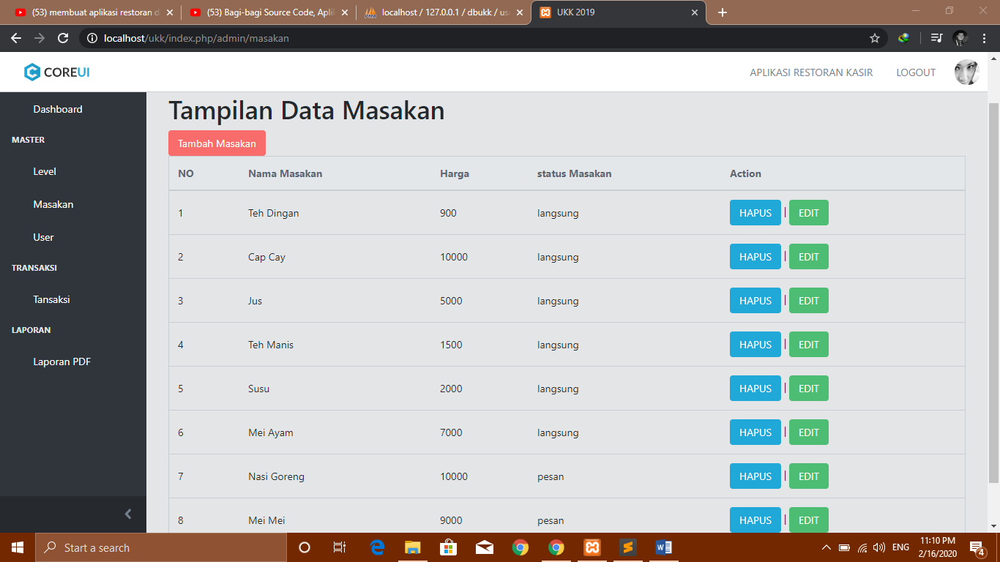 (53) membuat aplikasi restoran d
(53) Bagi-bagi Source Code, Aplik
localhost / 127.0.0.1 / dbukk / use
UKK 2019
localhost/ukk/index.php/admin/masakan
COREUI
APLIKASI RESTORAN KASIR
LOGOUT
Dashboard
MASTER
Level
Masakan
User
TRANSAKSI
Tansaksi
LAPORAN
Laporan PDF
Tampilan Data Masakan
Tambah Masakan
NO Nama Masakan Harga status Masakan Action
1 Teh Dingan 900 langsung HAPUS | EDIT
2 Cap Cay 10000 langsung HAPUS | EDIT
3 Jus 5000 langsung HAPUS | EDIT
4 Teh Manis 1500 langsung HAPUS | EDIT
5 Susu 2000 langsung HAPUS | EDIT
6 Mei Ayam 7000 langsung HAPUS | EDIT
7 Nasi Goreng 10000 pesan HAPUS | EDIT
8 Mei Mei 9000 pesan HAPUS | EDIT
Start a search
ENG
11:10 PM
2/16/2020
4